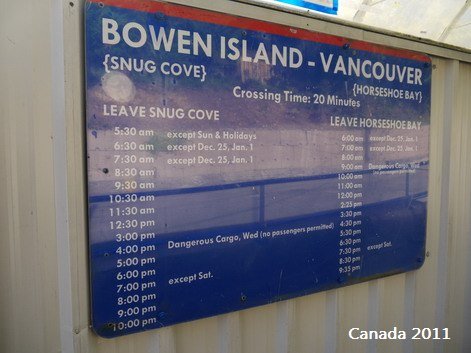 BOWEN ISLAND - VANCOUVER
{SNUG COVE}
{HORSESHOE BAY}
Crossing Time: 20 Minutes
LEAVE SNUG COVE
5:30 am except Sun & Holidays
6:30 am except Dec. 25, Jan. 1
7:30 am except Dec. 25, Jan. 1
8:30 am
9:30 am
10:30 am
11:30 am
12:30 pm
3:00 pm
4:00 pm Dangerous Cargo, Wed (no passengers permitted)
5:00 pm
6:00 pm
7:00 pm except Sat.
8:00 pm
9:00 pm
10:00 pm
LEAVE HORSESHOE BAY
6:00 am except Dec. 25, Jan. 1
7:00 am
8:00 am
9:00 am Dangerous Cargo, Wed
(no passengers permitted)
10:00 am
11:00 am
12:00 pm
2:25 pm
3:30 pm
4:30 pm
5:30 pm
6:30 pm
7:30 pm except Sat.
8:30 pm
9:35 pm
Canada 2011